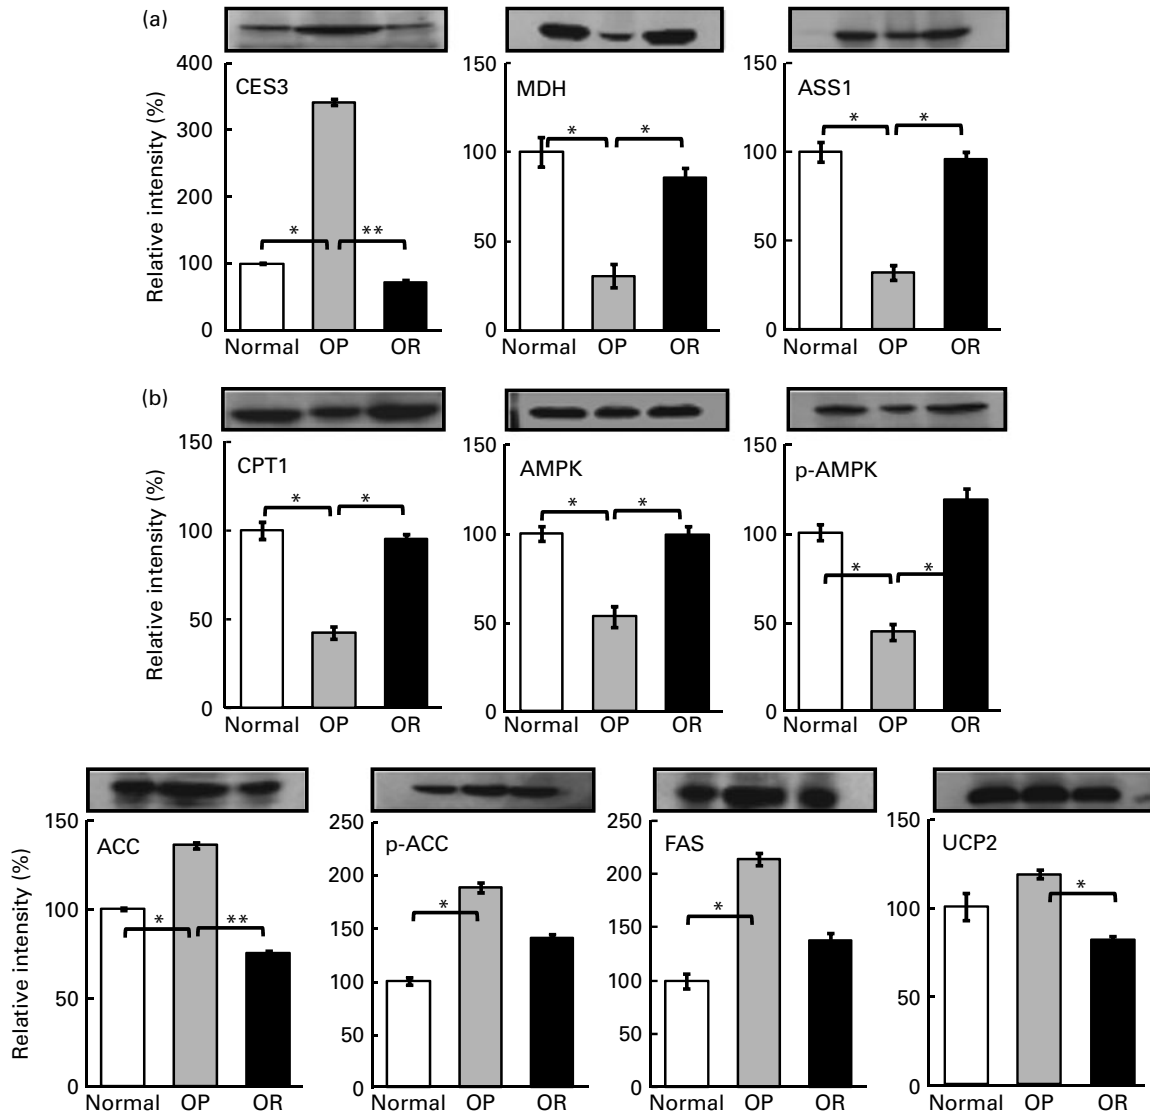 (a)
CES3
MDH
ASS1
Relative intensity (%)
400
300
200
100
0
* **
Normal OP OR
150
100
50
0
* *
Normal OP OR
150
100
50
0
* *
Normal OP OR
(b)
CPT1
AMPK
p-AMPK
Relative intensity (%)
150
100
50
0
* *
Normal OP OR
150
100
50
0
* *
Normal OP OR
150
100
50
0
* *
Normal OP OR
ACC
p-ACC
FAS
UCP2
Relative intensity (%)
150
100
50
0
* **
Normal OP OR
250
200
150
100
50
0
*
Normal OP OR
250
200
150
100
50
0
*
Normal OP OR
150
100
50
0
*
Normal OP OR